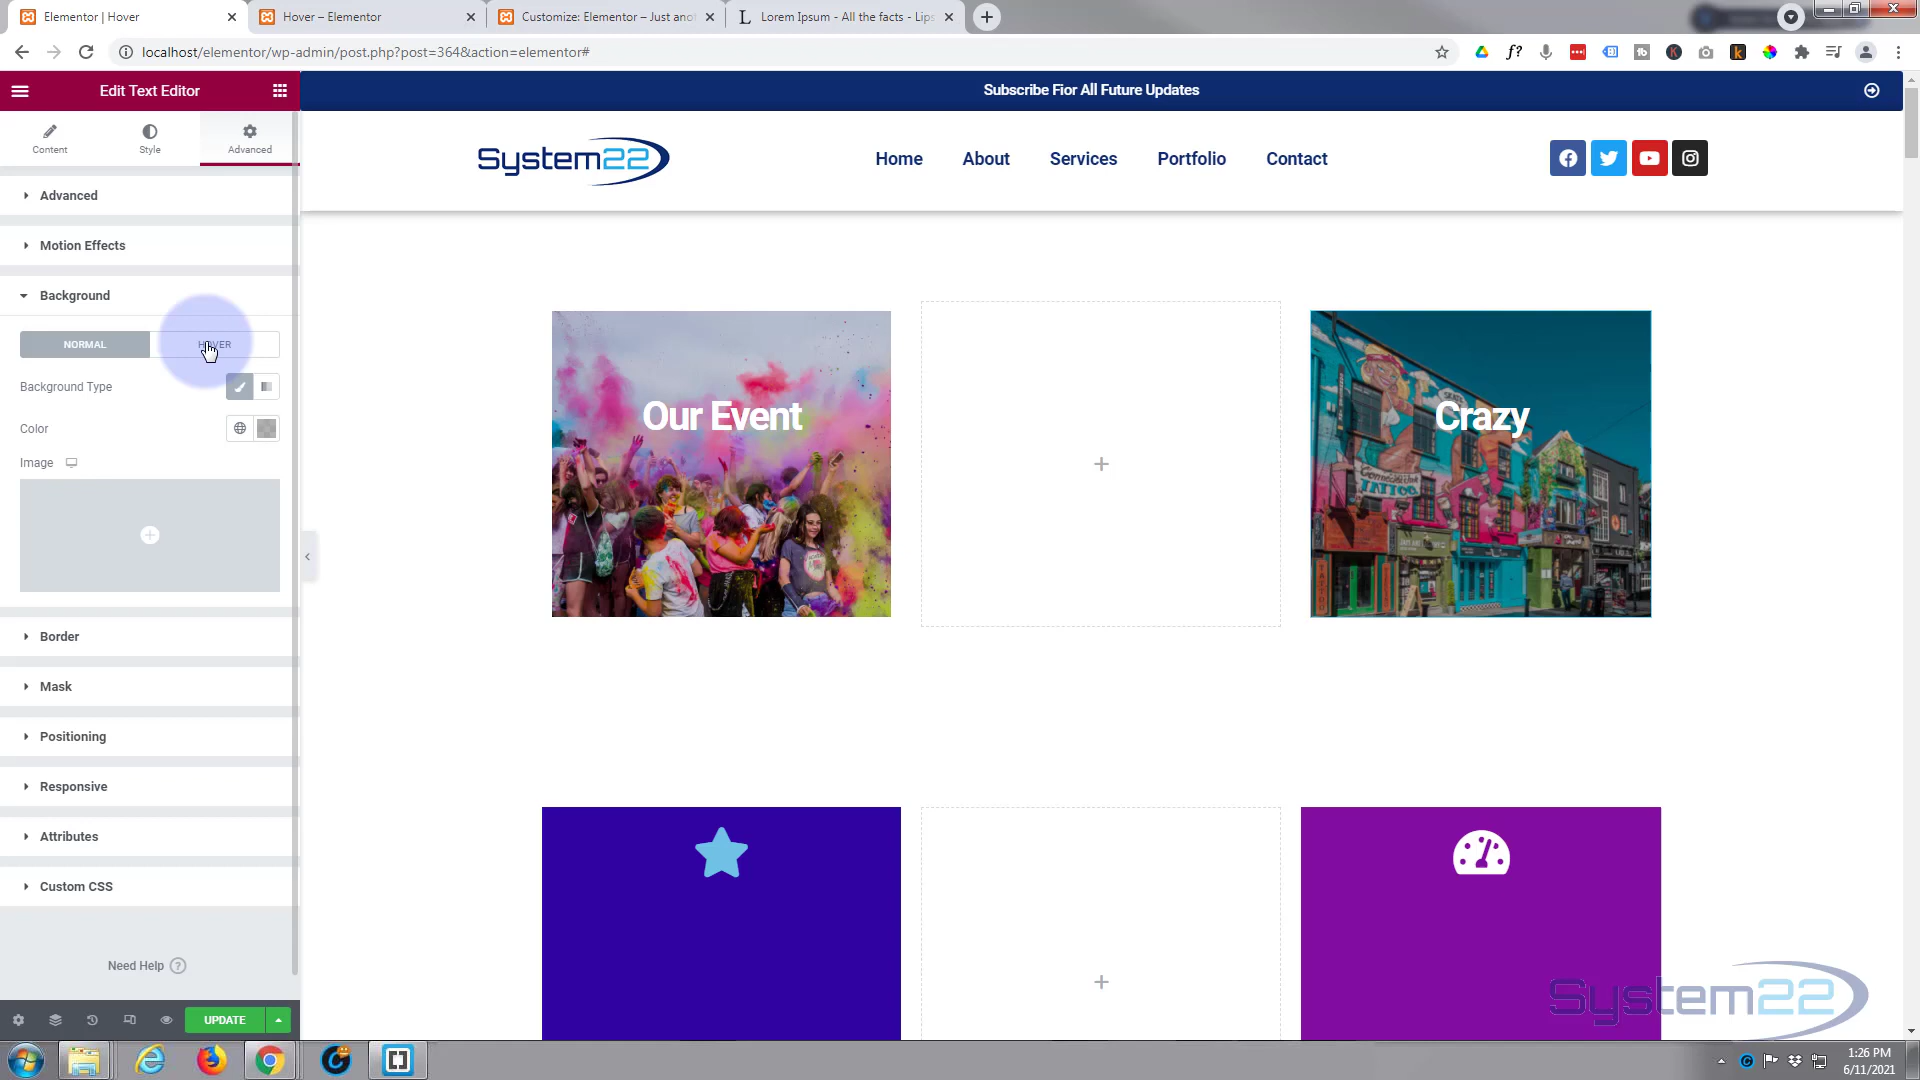 Elementor | Hover
Hover – Elementor
Customize: Elementor – Just ano
Lorem Ipsum - All the facts - Lips
localhost/elementor/wp-admin/post.php?post=364&action=elementor#
Edit Text Editor
Content
Style
Advanced
Advanced
Motion Effects
Background
NORMAL
HOVER
Background Type
Color
Image
Border
Mask
Positioning
Responsive
Attributes
Custom CSS
Need Help ?
UPDATE
Subscribe Fior All Future Updates
System22
Home
About
Services
Portfolio
Contact
Our Event
Crazy
TATTOO
System22
1:26 PM
6/11/2021